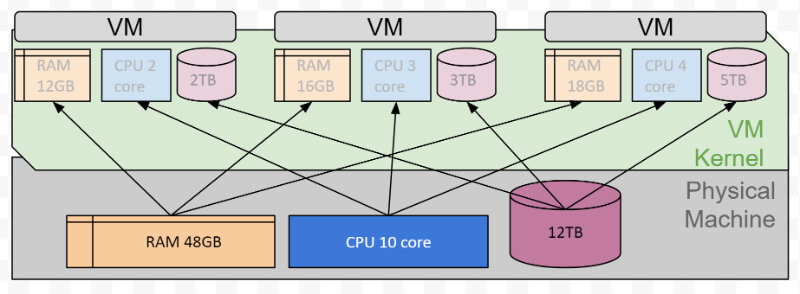 VM
VM
VM
RAM
12GB
CPU 2
core
2TB
RAM
16GB
CPU 3
core
3TB
RAM
18GB
CPU 4
core
5TB
VM
Kernel
Physical
Machine
RAM 48GB
CPU 10 core
12TB